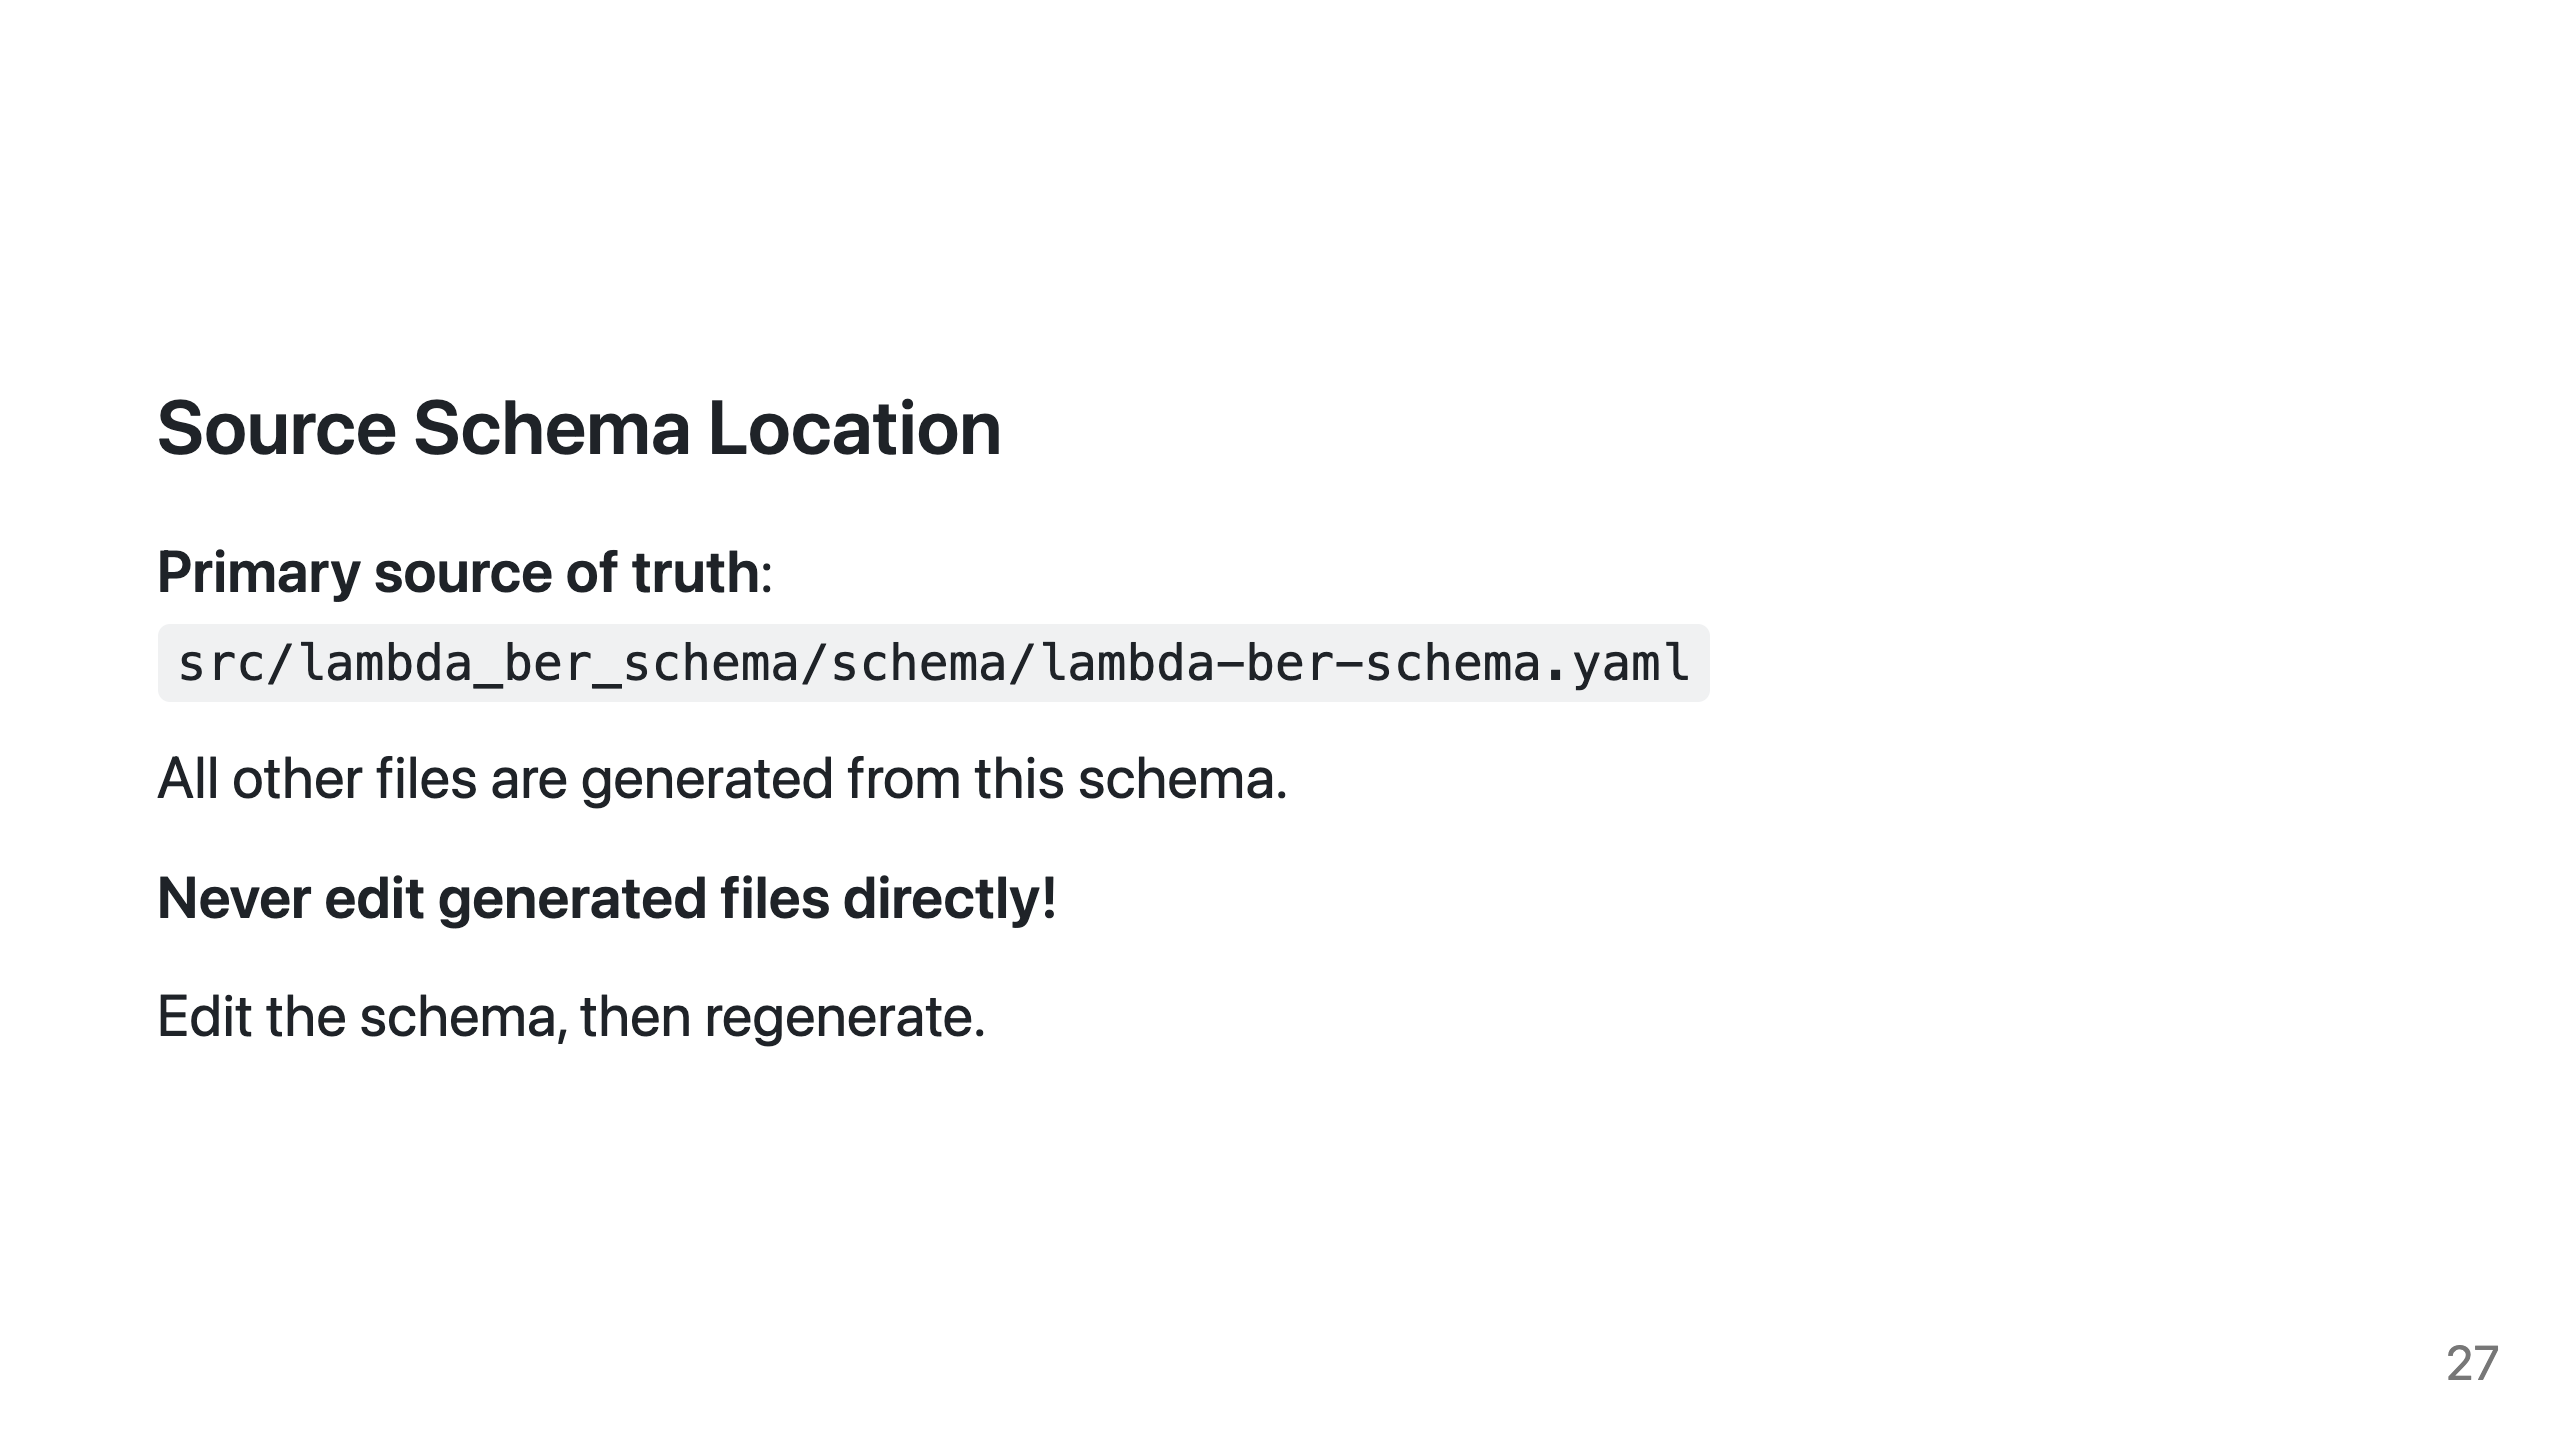 Source Schema Location
Primary source of truth:
src/lambda_ber_schema/schema/lambda-ber-schema.yaml
All other files are generated from this schema.
Never edit generated files directly!
Edit the schema, then regenerate.
27